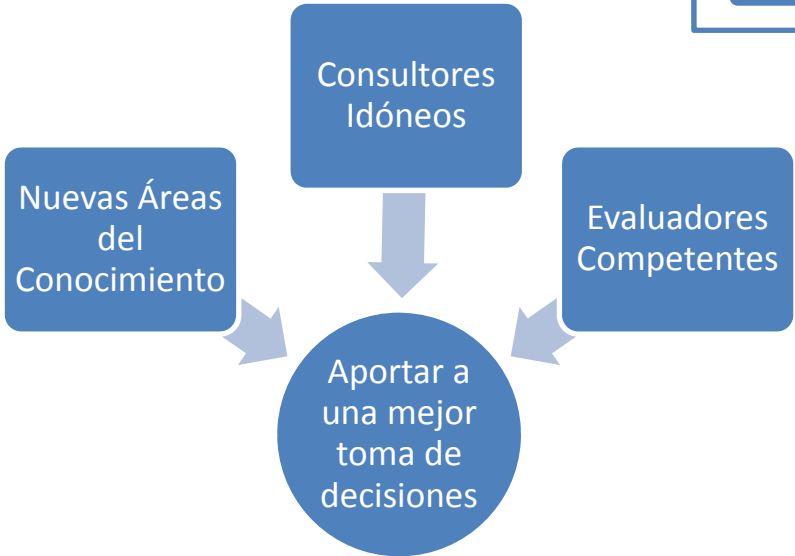 Consultores
Idóneos
Nuevas Áreas
del
Conocimiento
Evaluadores
Competentes
Aportar a
una mejor
toma de
decisiones